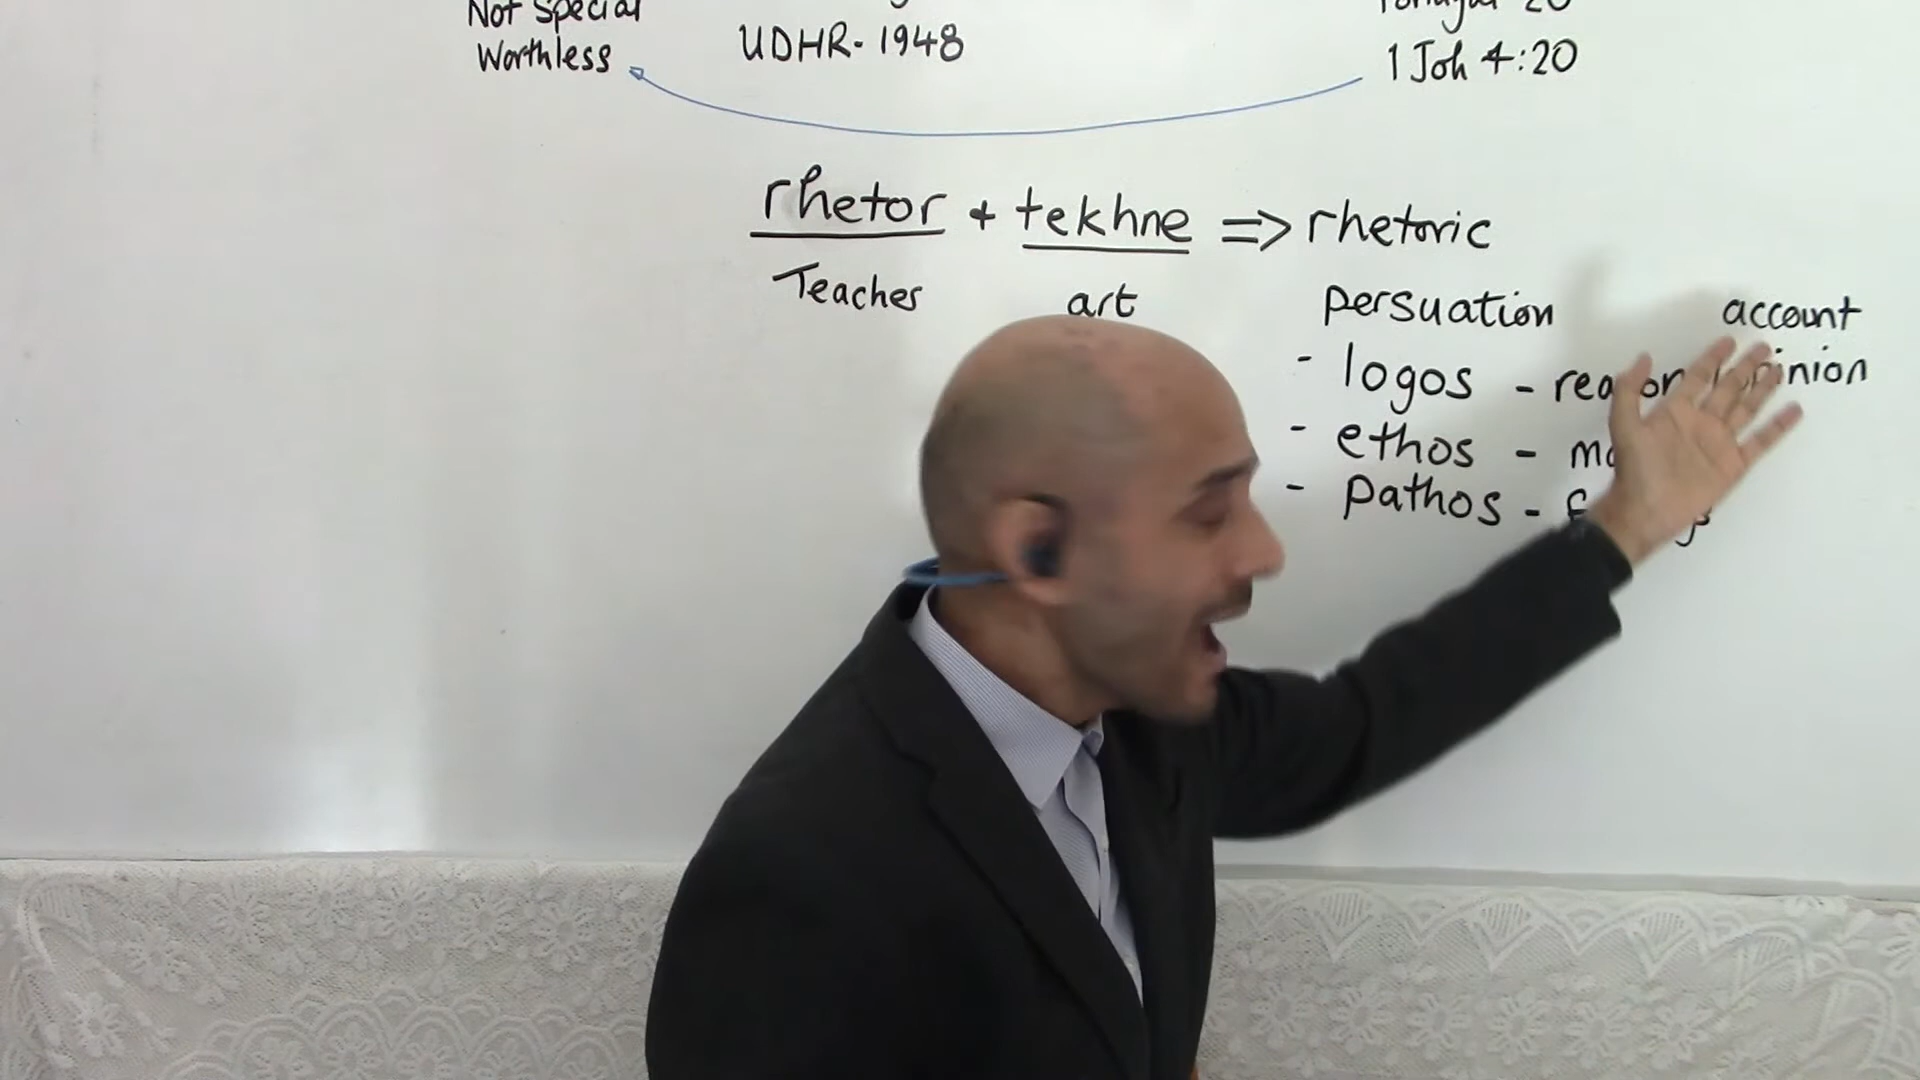 Not Special
Worthless
UDHR- 1948
1 Joh 4:20
rhetor + tekhne => rhetoric
Teacher
art
persuation
account
- logos - reason opinion
- ethos -
- pathos -